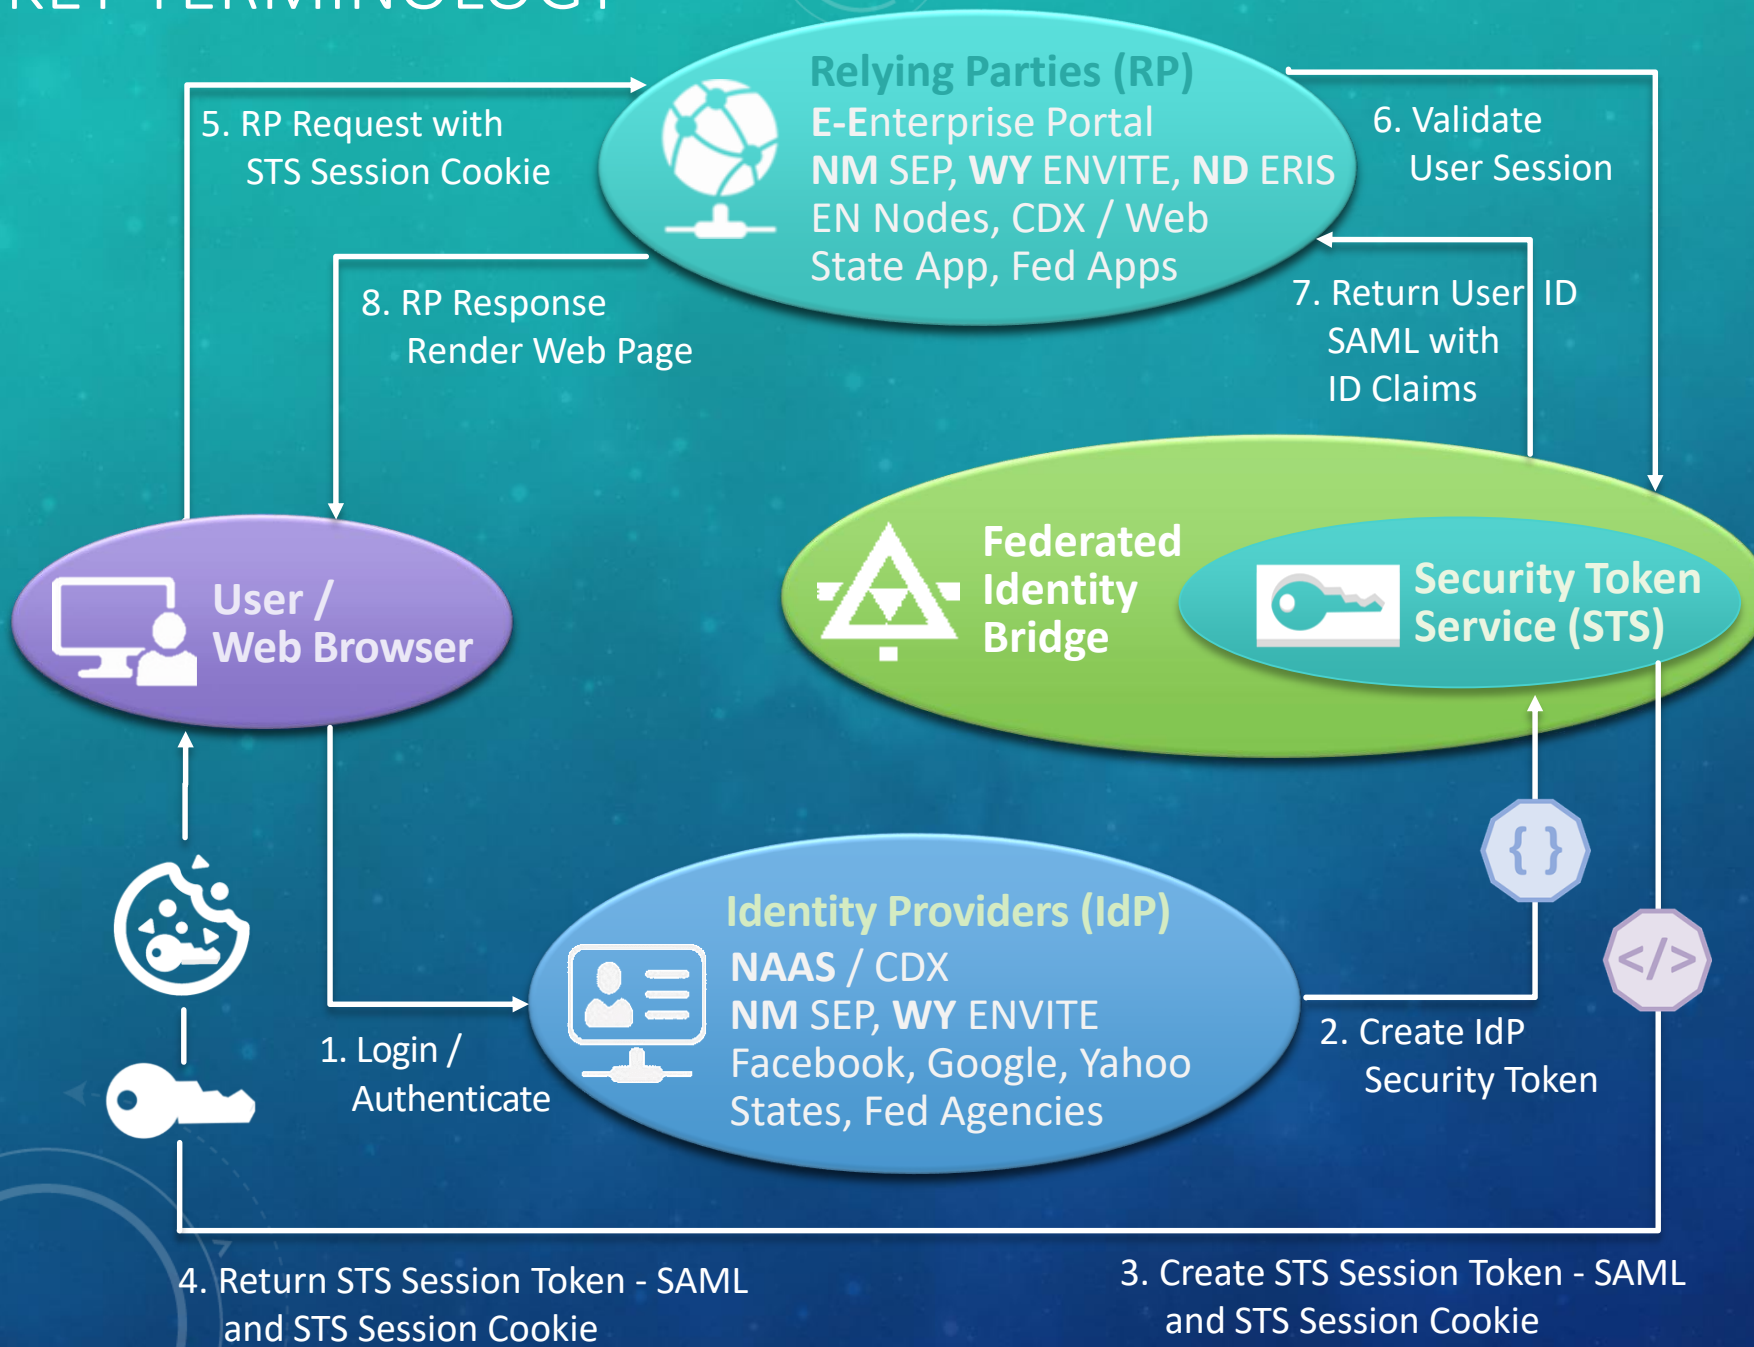 KEY TERMINOLOGY
Relying Parties (RP)
E-Enterprise Portal
NM SEP, WY ENVITE, ND ERIS
EN Nodes, CDX / Web
State App, Fed Apps
5. RP Request with
STS Session Cookie
6. Validate
User Session
8. RP Response
Render Web Page
7. Return User ID
SAML with
ID Claims
User /
Web Browser
Federated
Identity
Bridge
Security Token
Service (STS)
{ }
</>
Identity Providers (IdP)
NAAS / CDX
NM SEP, WY ENVITE
Facebook, Google, Yahoo
States, Fed Agencies
1. Login /
Authenticate
2. Create IdP
Security Token
4. Return STS Session Token - SAML
and STS Session Cookie
3. Create STS Session Token - SAML
and STS Session Cookie